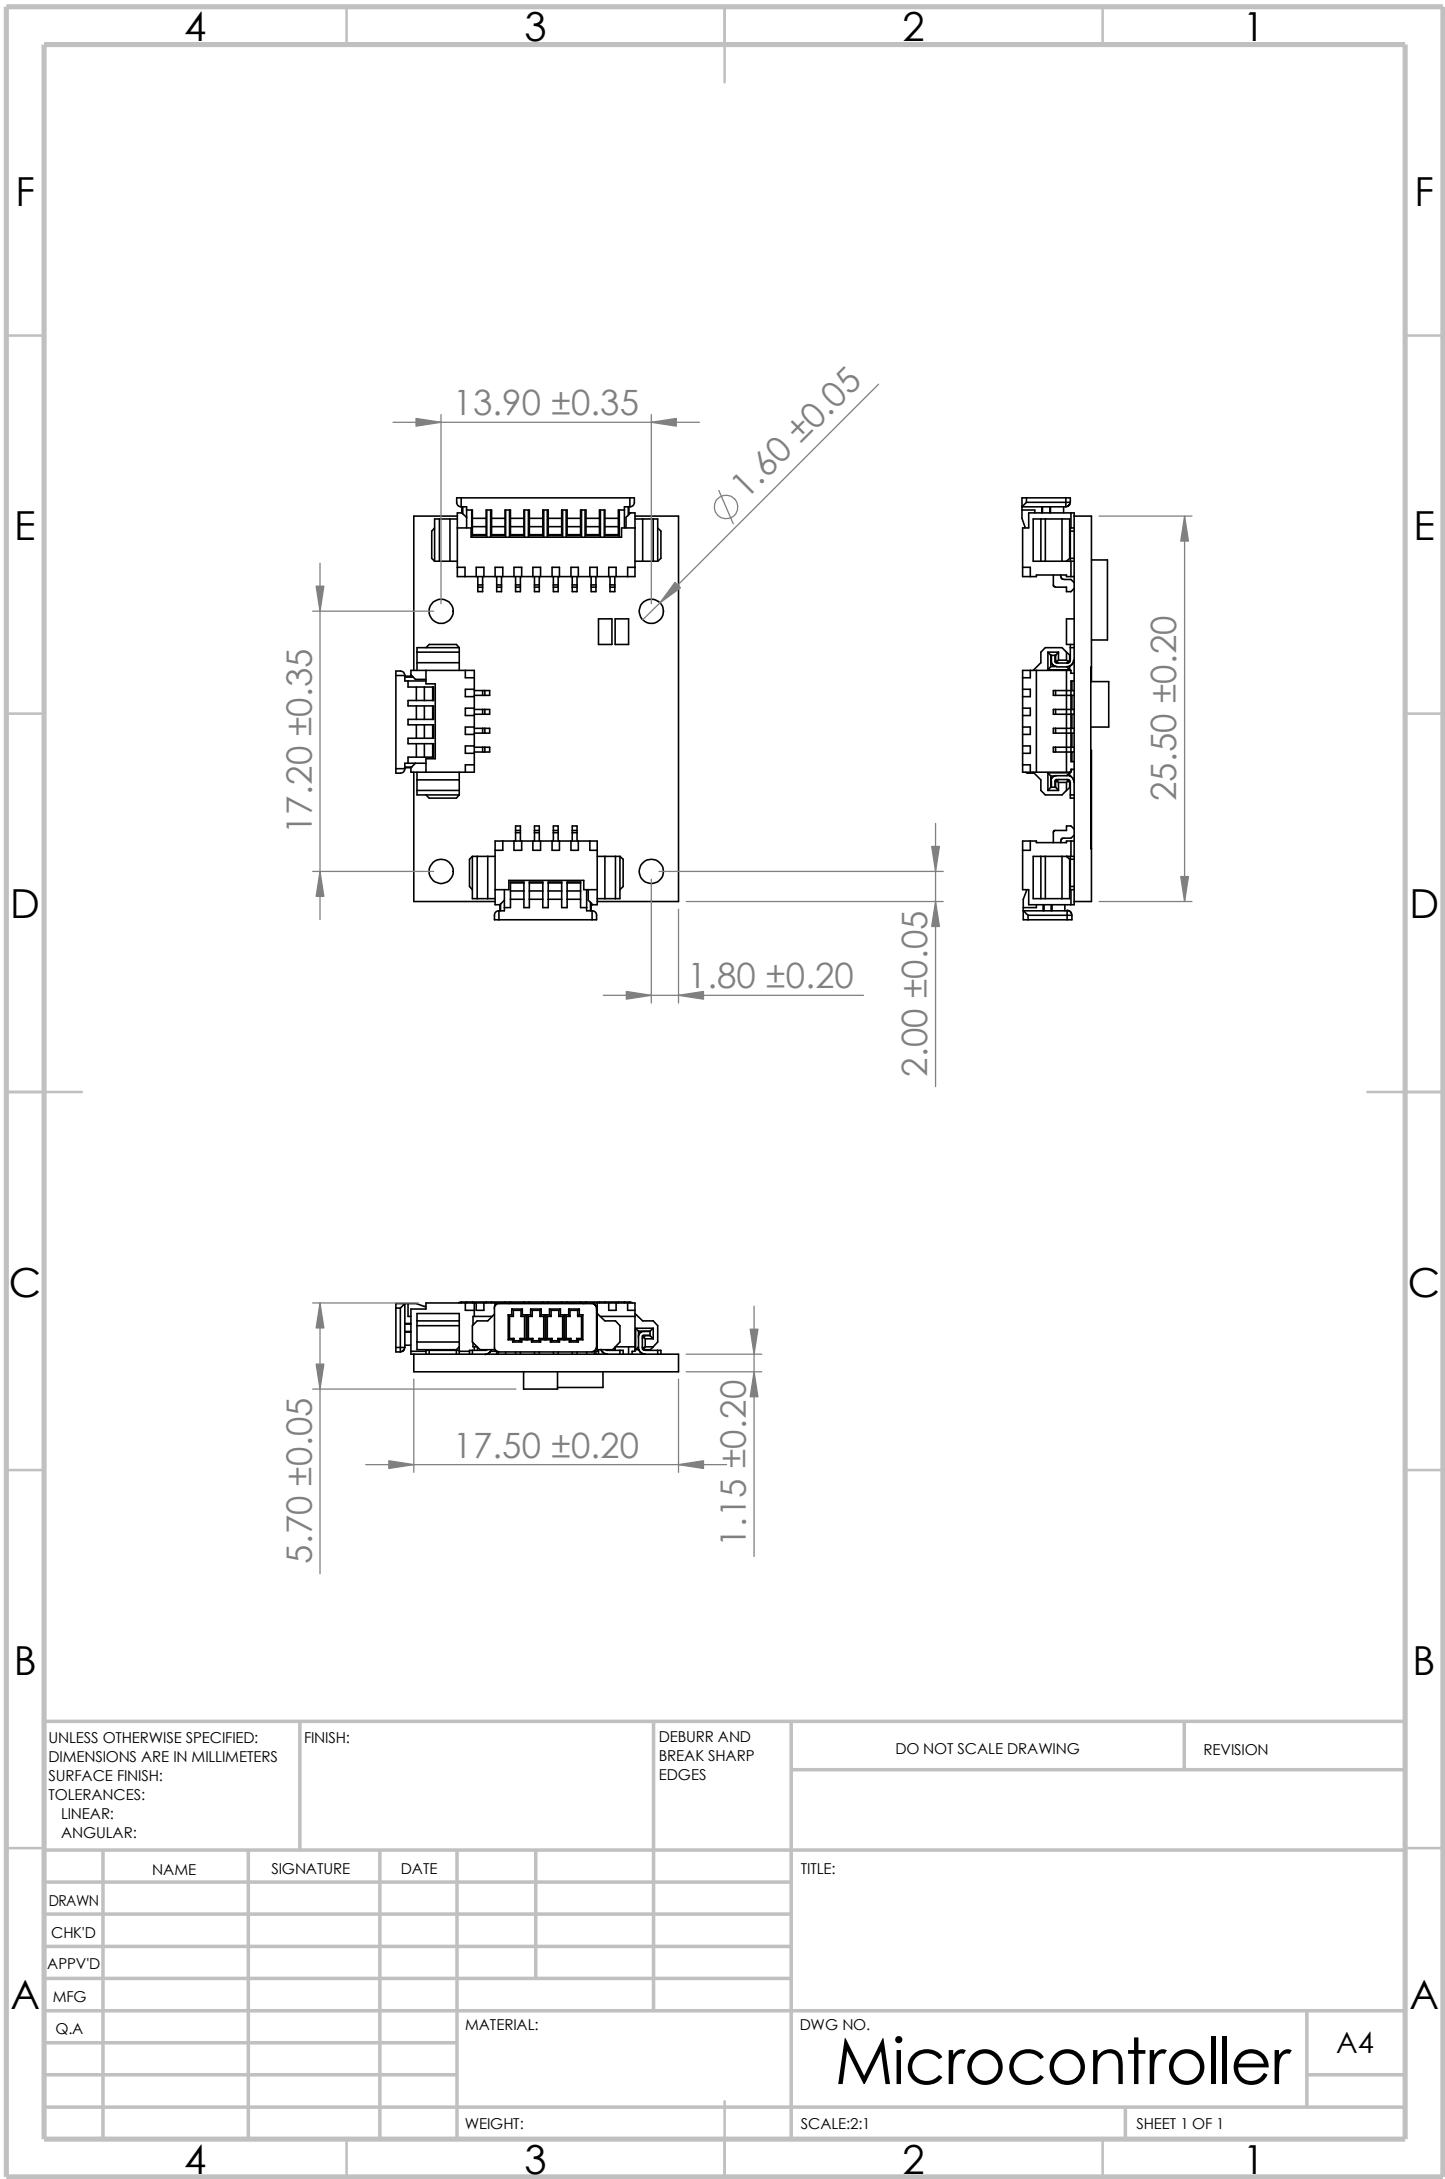 4 3 2 1
F F
13.90 ±0.35
∅ 1.60 ±0.05
E E
17.20 ±0.35
25.50 ±0.20
D D
1.80 ±0.20
2.00 ±0.05
C C
5.70 ±0.05
17.50 ±0.20
1.15 ±0.20
B B
UNLESS OTHERWISE SPECIFIED:
DIMENSIONS ARE IN MILLIMETERS
SURFACE FINISH:
TOLERANCES:
LINEAR:
ANGULAR:
FINISH:
DEBURR AND
BREAK SHARP
EDGES
DO NOT SCALE DRAWING
REVISION
NAME SIGNATURE DATE
TITLE:
DRAWN
CHK'D
APPV'D
A A
MFG
Q.A
MATERIAL:
DWG NO.
Microcontroller
A4
WEIGHT:
SCALE:2:1
SHEET 1 OF 1
4 3 2 1